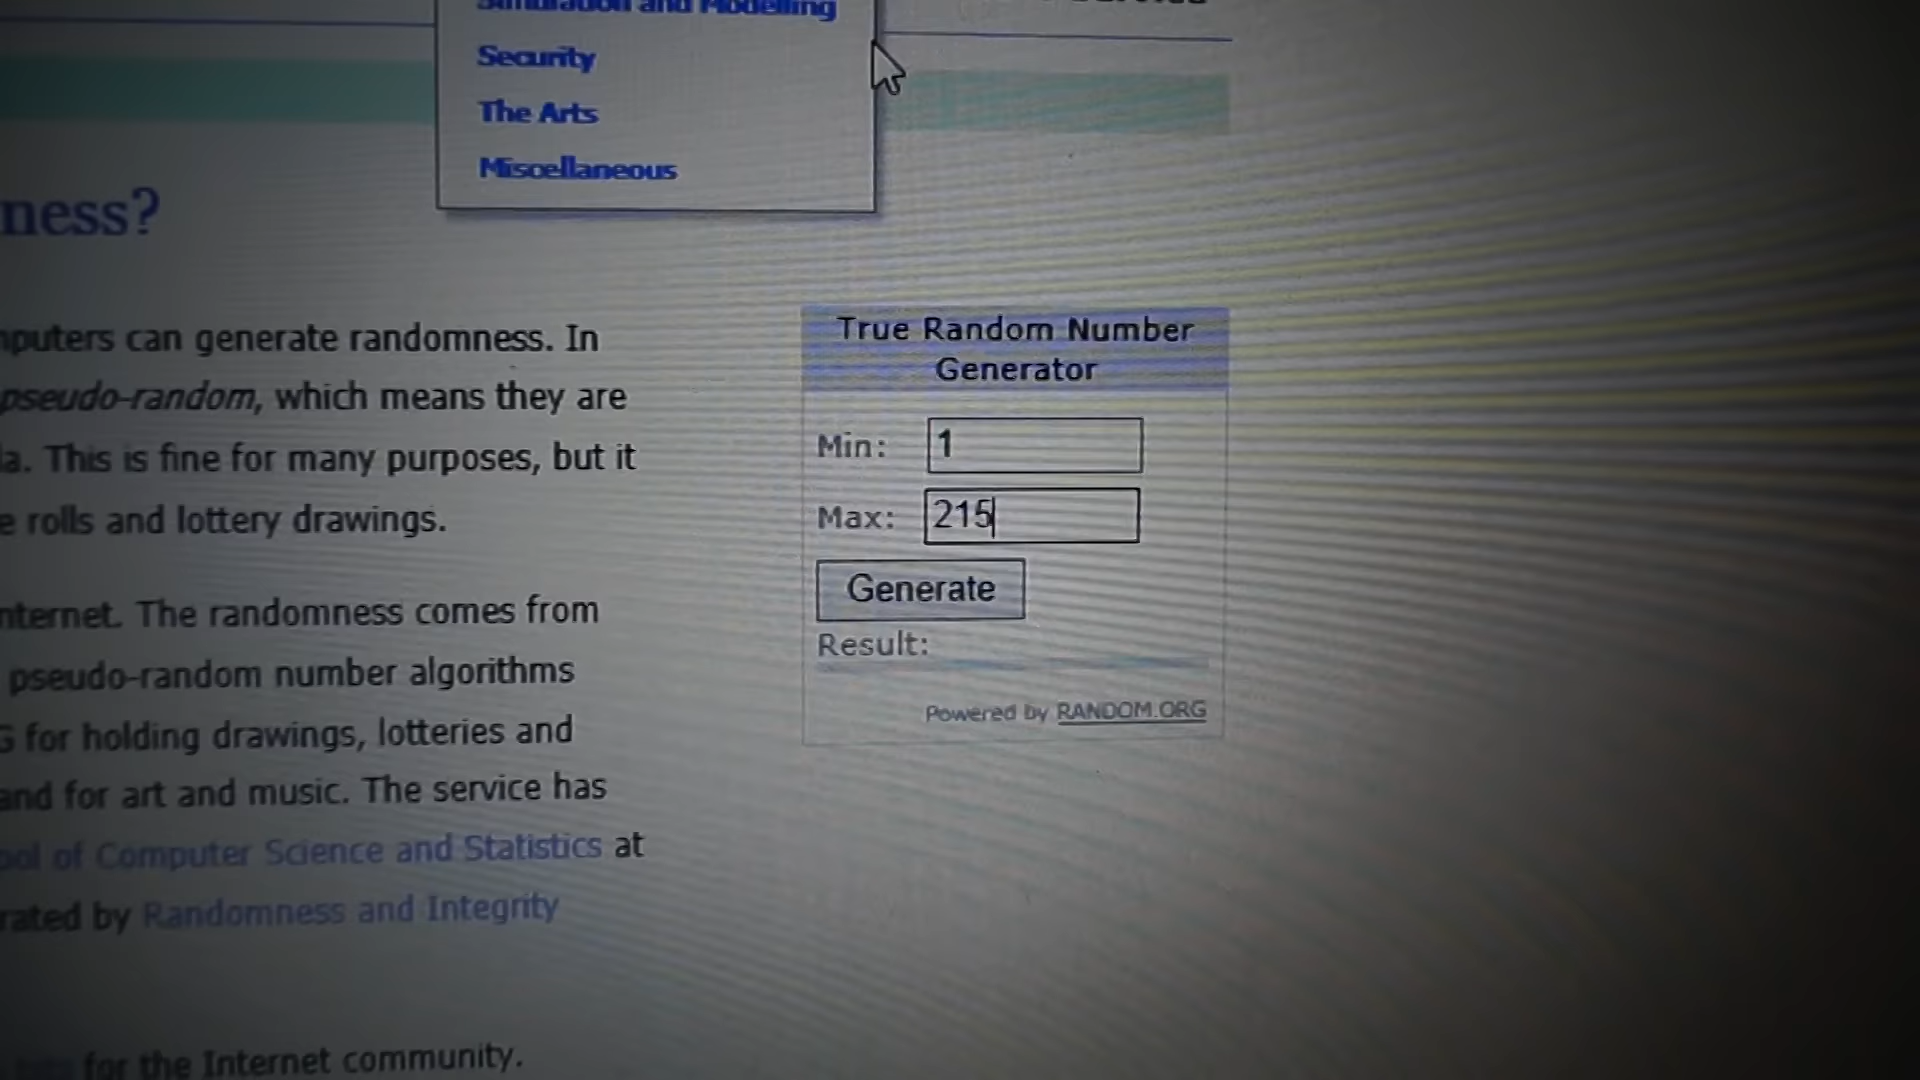 Simulation and Modelling
Security
The Arts
Miscellaneous
ness?
mputers can generate randomness. In
pseudo-random, which means they are
a. This is fine for many purposes, but it
e rolls and lottery drawings.
nternet. The randomness comes from
pseudo-random number algorithms
G for holding drawings, lotteries and
and for art and music. The service has
ool of Computer Science and Statistics at
rated by Randomness and Integrity
for the Internet community.
True Random Number
Generator
Min: 1
Max: 215
Generate
Result:
Powered by RANDOM.ORG